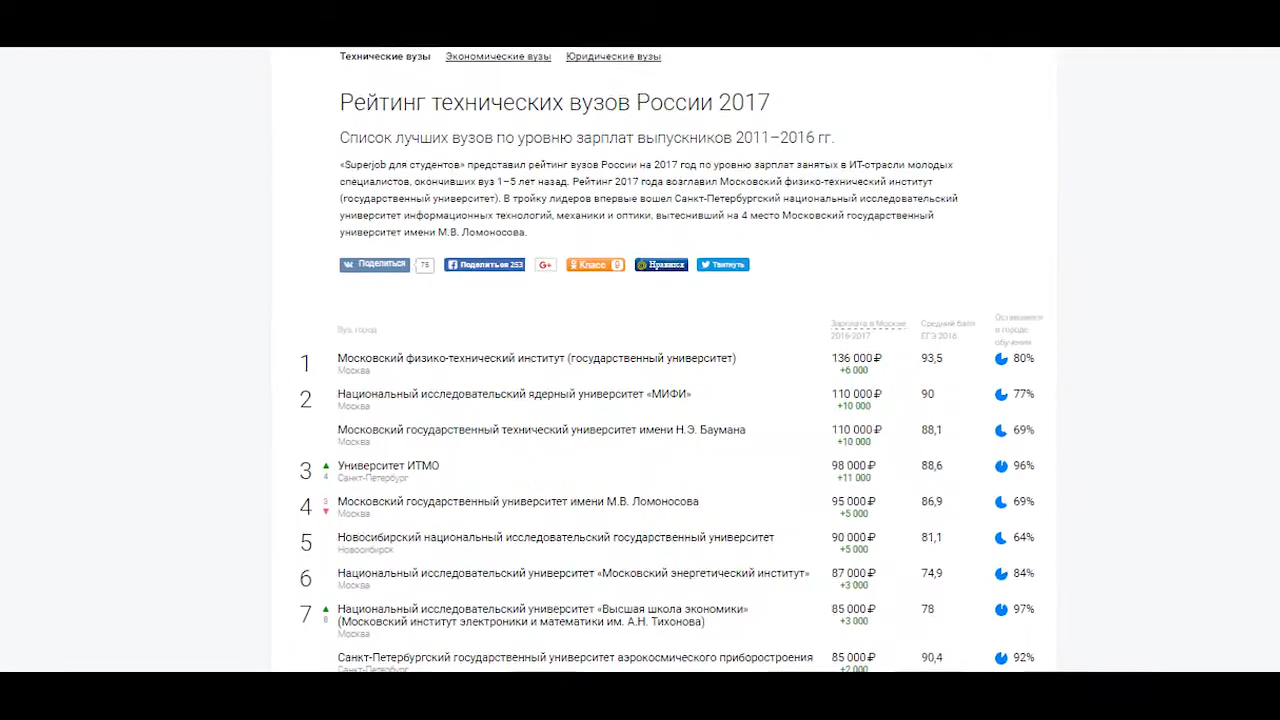 Технические вузы Экономические вузы Юридические вузы
Рейтинг технических вузов России 2017
Список лучших вузов по уровню зарплат выпускников 2011–2016 гг.
«Superjob для студентов» представил рейтинг вузов России на 2017 год по уровню зарплат занятых в ИТ-отрасли молодых
специалистов, окончивших вуз 1–5 лет назад. Рейтинг 2017 года возглавил Московский физико-технический институт
(государственный университет). В тройку лидеров впервые вошел Санкт-Петербургский национальный исследовательский
университет информационных технологий, механики и оптики, вытеснивший на 4 место Московский государственный
университет имени М.В. Ломоносова.
Поделиться 75 Поделиться 253 G+ Класс 0 Нравится Твитнуть
Вуз, город
Зарплата в Москве
2016-2017
Средний балл
ЕГЭ 2016
Оставшиеся
в городе
обучения
1 Московский физико-технический институт (государственный университет) 136 000 ₽ 93,5 80%
Москва +6 000
2 Национальный исследовательский ядерный университет «МИФИ» 110 000 ₽ 90 77%
Москва +10 000
Московский государственный технический университет имени Н.Э. Баумана 110 000 ₽ 88,1 69%
Москва +10 000
3 ▲ Университет ИТМО 98 000 ₽ 88,6 96%
4 Санкт-Петербург +11 000
4 3 Московский государственный университет имени М.В. Ломоносова 95 000 ₽ 86,9 69%
▼ Москва +5 000
5 Новосибирский национальный исследовательский государственный университет 90 000 ₽ 81,1 64%
Новосибирск +5 000
6 Национальный исследовательский университет «Московский энергетический институт» 87 000 ₽ 74,9 84%
Москва +3 000
7 ▲ Национальный исследовательский университет «Высшая школа экономики» 85 000 ₽ 78 97%
8 (Московский институт электроники и математики им. А.Н. Тихонова) +3 000
Москва
Санкт-Петербургский государственный университет аэрокосмического приборостроения 85 000 ₽ 90,4 92%
Санкт-Петербург +2 000